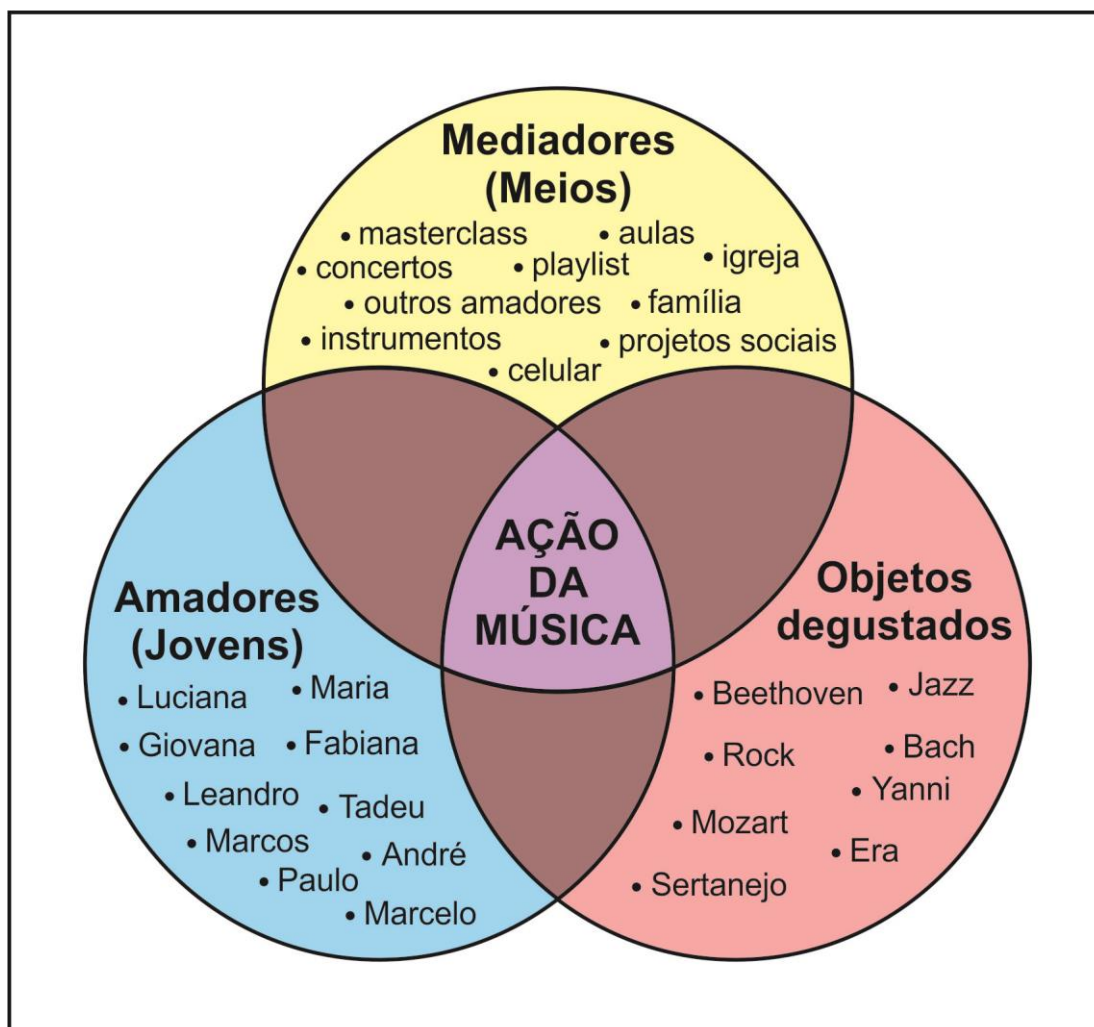 Mediadores
(Meios)
• masterclass • aulas
• concertos • playlist • igreja
• outros amadores • família
• instrumentos • projetos sociais
• celular
AÇÃO
DA
MÚSICA
Amadores
(Jovens)
• Luciana • Maria
• Giovana • Fabiana
• Leandro • Tadeu
• Marcos • André
• Paulo
• Marcelo
Objetos
degustados
• Beethoven • Jazz
• Rock • Bach
• Yanni
• Mozart
• Era
• Sertanejo